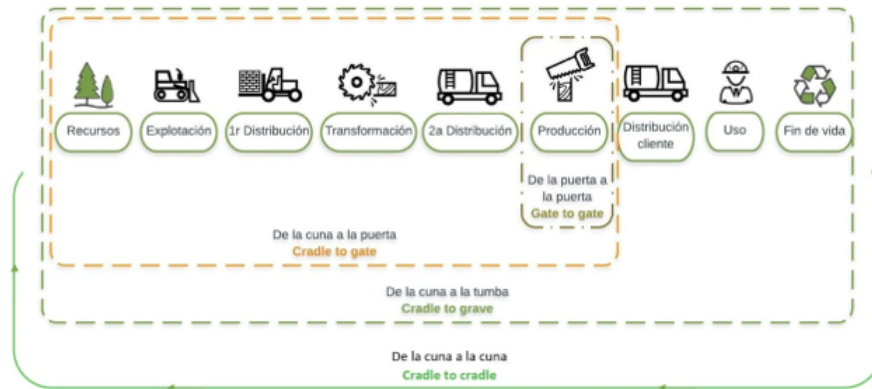 Recursos
Explotación
1r Distribución
Transformación
2a Distribución
Producción
Distribución
cliente
Uso
Fin de vida
De la puerta a
la puerta
Gate to gate
De la cuna a la puerta
Cradle to gate
De la cuna a la tumba
Cradle to grave
De la cuna a la cuna
Cradle to cradle